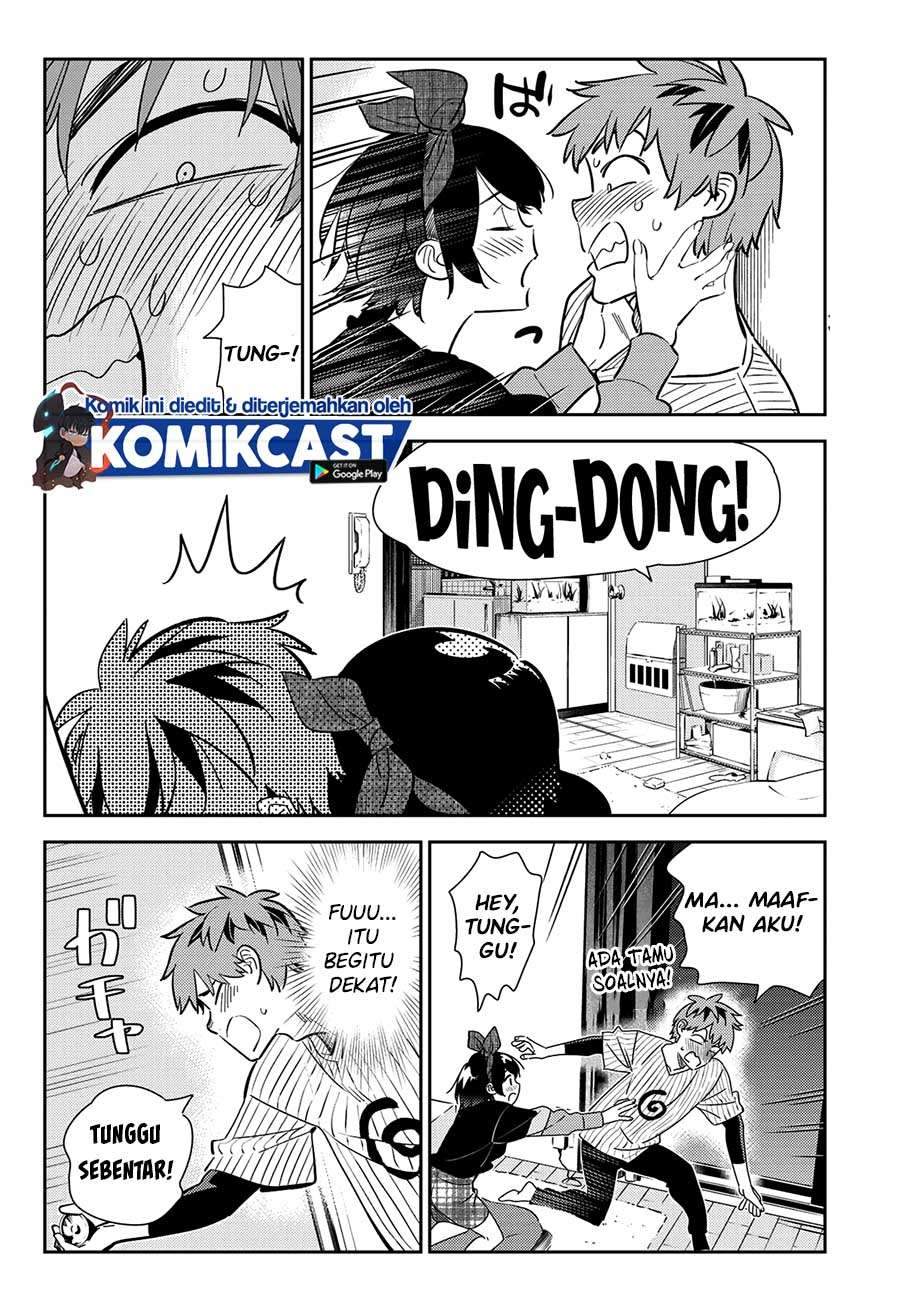 ば
TUNG-!
Komik ini diedit & diterjemahkan oleh
KOMIKCAST
GET IT ON
Google Play
DING-DONG!
MA... MAAF-
KAN AKU!
ADA TAMU
SOALNYA!
HEY,
TUNG-
GU!
FUUU...
ITU
BEGITU
DEKAT!
ガチャ
TUNGGU
SEBENTAR!